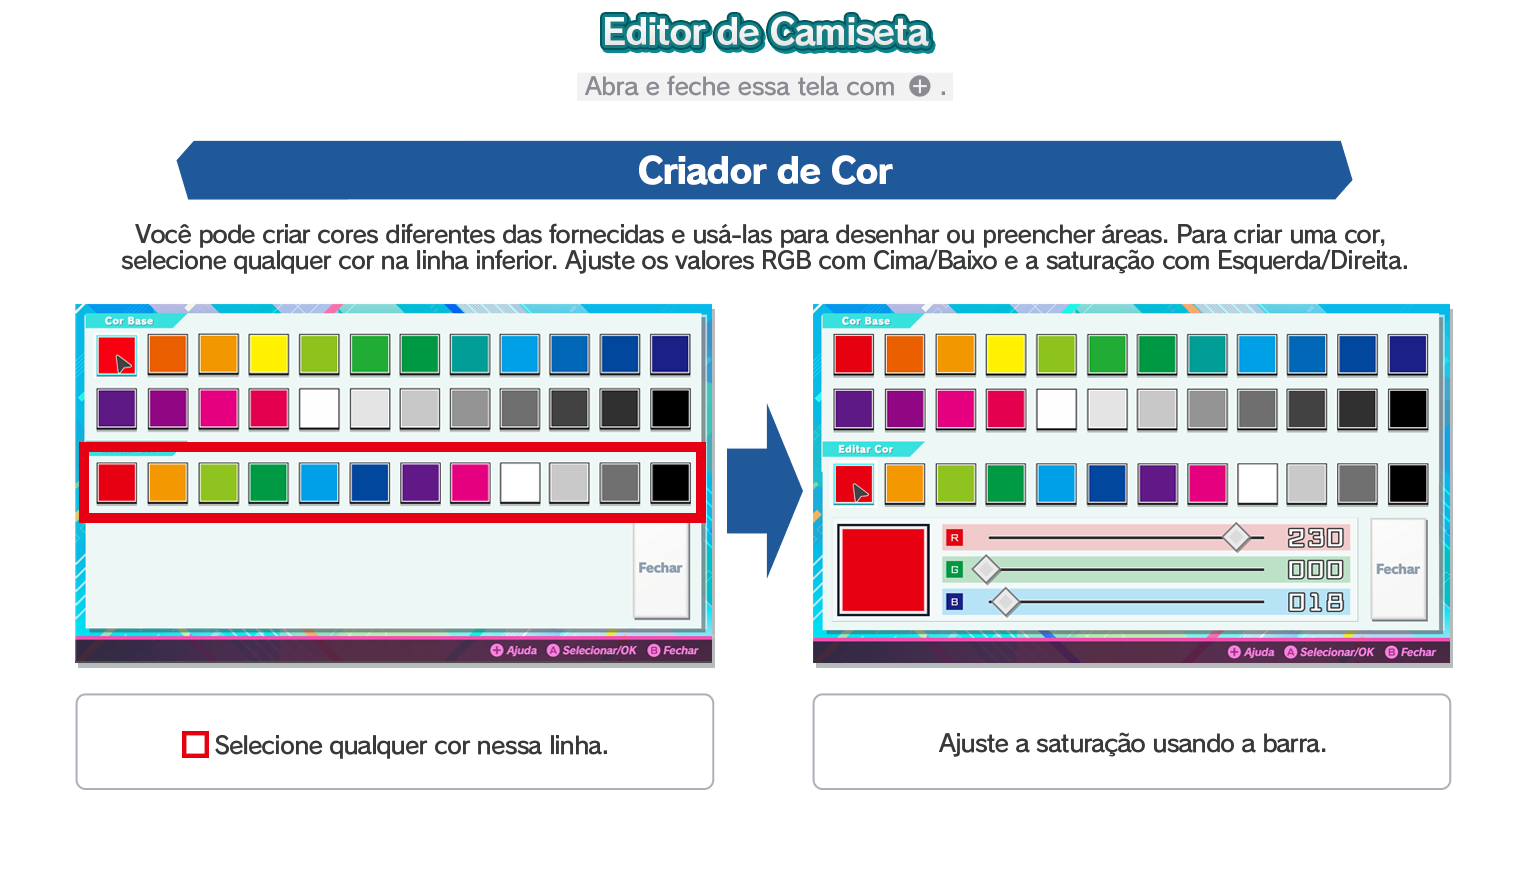 Editor de Camiseta
Abra e feche essa tela com + .
Criador de Cor
Você pode criar cores diferentes das fornecidas e usá-las para desenhar ou preencher áreas. Para criar uma cor,
selecione qualquer cor na linha inferior. Ajuste os valores RGB com Cima/Baixo e a saturação com Esquerda/Direita.
Cor Base
Fechar
+ Ajuda A Selecionar/OK B Fechar
Cor Base
Editar Cor
R 230
G 000
B 018
Fechar
+ Ajuda A Selecionar/OK B Fechar
Selecione qualquer cor nessa linha.
Ajuste a saturação usando a barra.